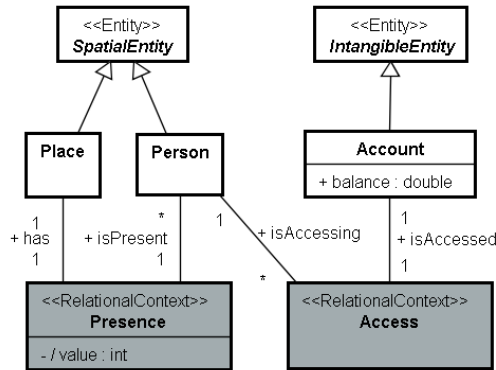 <<Entity>>
SpatialEntity
<<Entity>>
IntangibleEntity
Place
Person
Account
+ balance : double
1
+ has
1
*
+ isPresent
1
1
+ isAccessing
*
1
+ isAccessed
1
<<RelationalContext>>
Presence
- / value : int
<<RelationalContext>>
Access